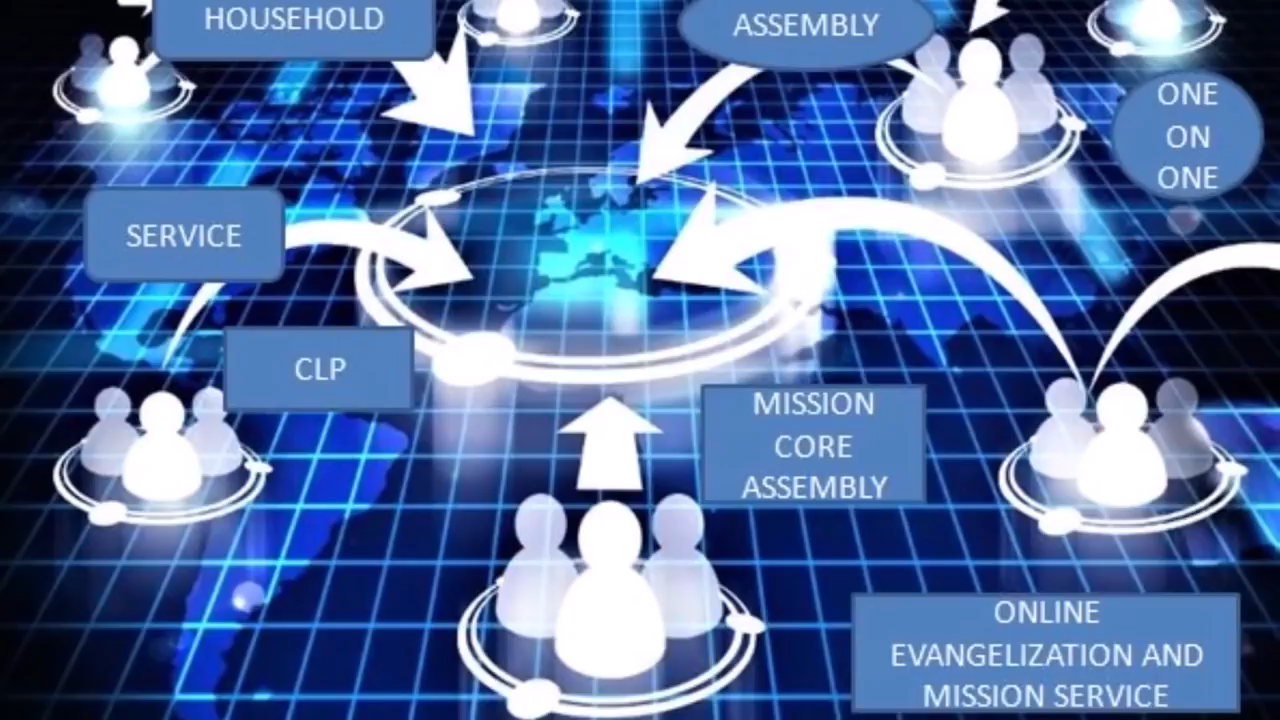 HOUSEHOLD
ASSEMBLY
ONE
ON
ONE
SERVICE
CLP
MISSION
CORE
ASSEMBLY
ONLINE
EVANGELIZATION AND
MISSION SERVICE